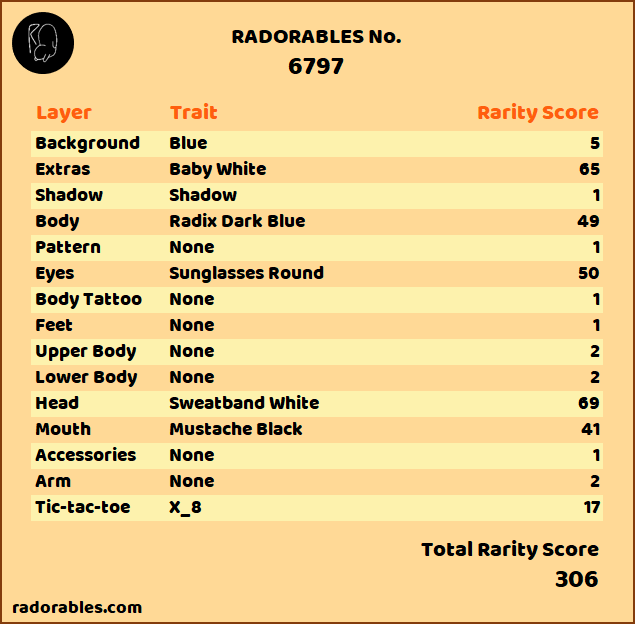 RADORABLES No.
6797
Layer Trait Rarity Score
Background Blue 5
Extras Baby White 65
Shadow Shadow 1
Body Radix Dark Blue 49
Pattern None 1
Eyes Sunglasses Round 50
Body Tattoo None 1
Feet None 1
Upper Body None 2
Lower Body None 2
Head Sweatband White 69
Mouth Mustache Black 41
Accessories None 1
Arm None 2
Tic-tac-toe X_8 17
Total Rarity Score
306
radorables.com